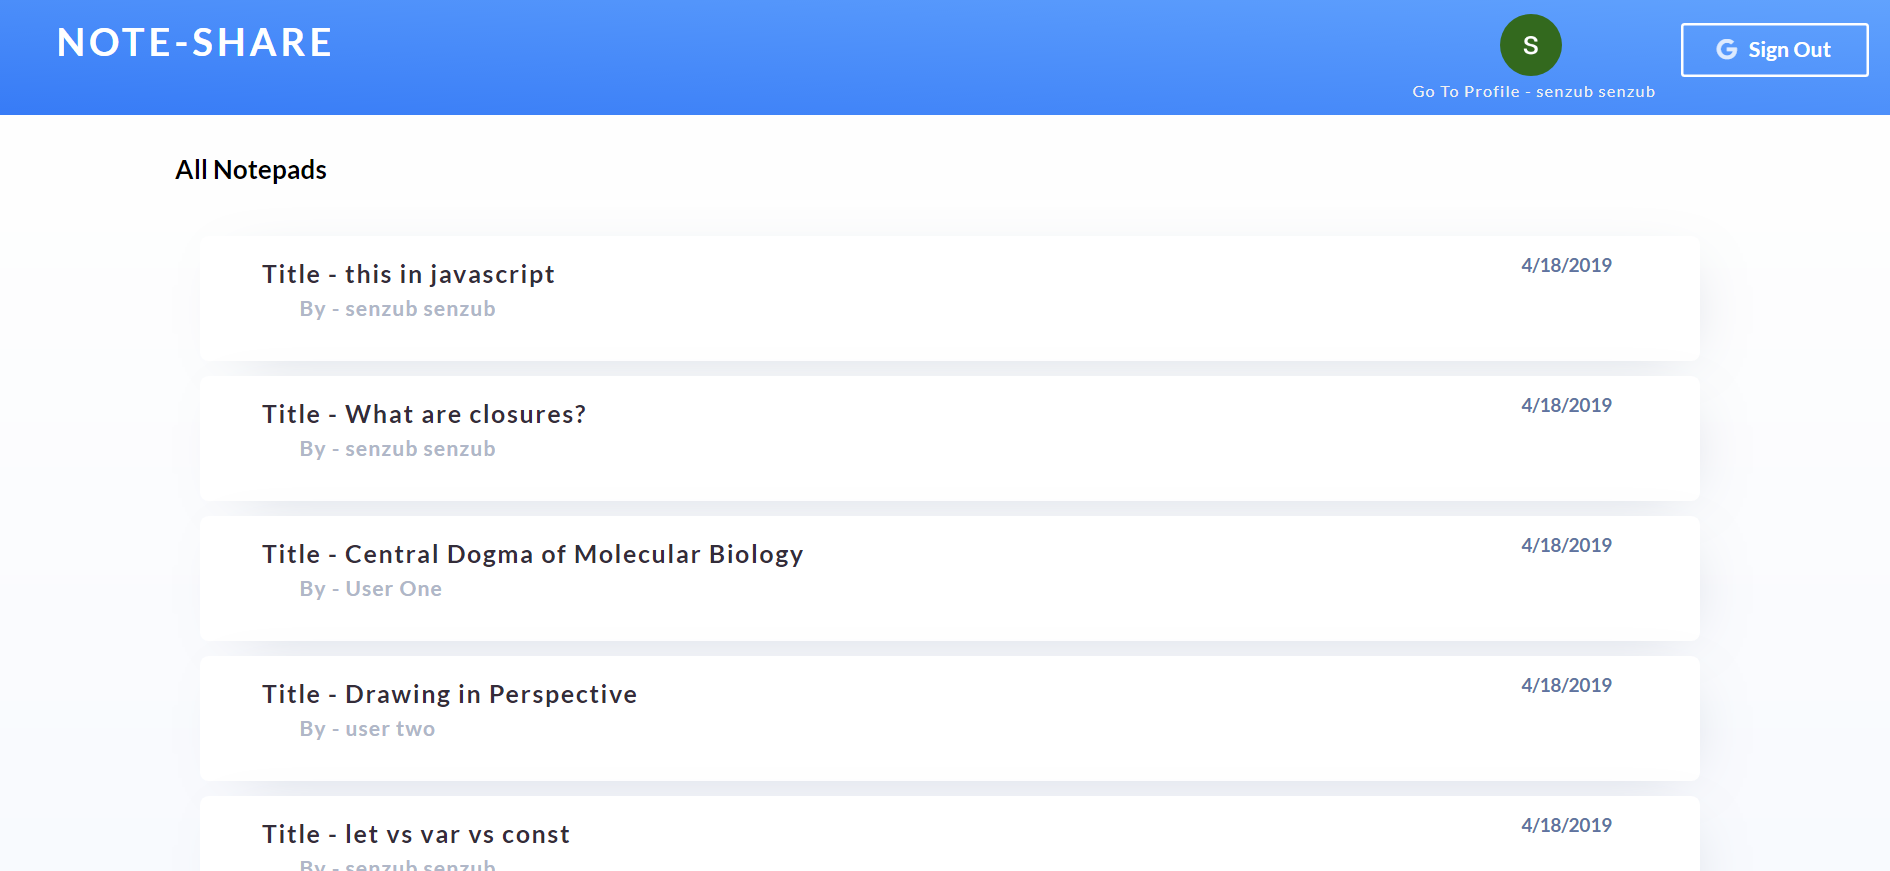 NOTE-SHARE
S
Go To Profile - senzub senzub
G Sign Out
All Notepads
Title - this in javascript
4/18/2019
By - senzub senzub
Title - What are closures?
4/18/2019
By - senzub senzub
Title - Central Dogma of Molecular Biology
4/18/2019
By - User One
Title - Drawing in Perspective
4/18/2019
By - user two
Title - let vs var vs const
4/18/2019
By - senzub senzub